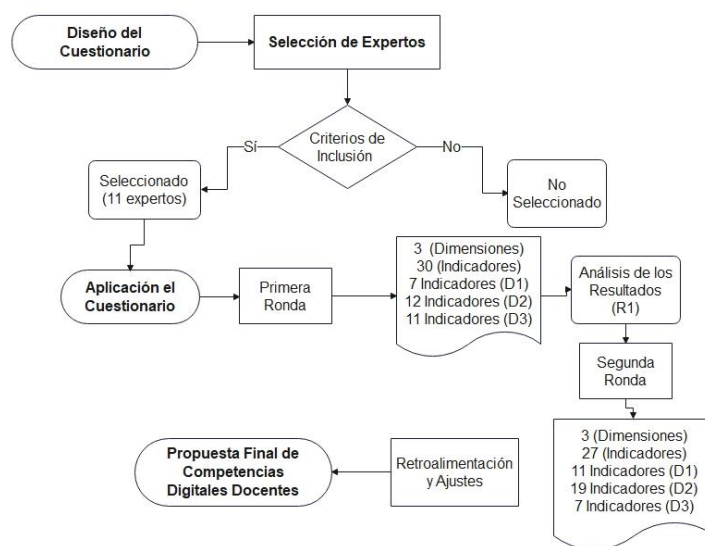 Diseño del
Cuestionario
Selección de Expertos
Criterios de
Inclusión
Sí
No
Seleccionado
(11 expertos)
No
Seleccionado
Aplicación el
Cuestionario
Primera
Ronda
3 (Dimensiones)
30 (Indicadores)
7 Indicadores (D1)
12 Indicadores (D2)
11 Indicadores (D3)
Análisis de los
Resultados
(R1)
Segunda
Ronda
3 (Dimensiones)
27 (Indicadores)
11 Indicadores (D1)
19 Indicadores (D2)
7 Indicadores (D3)
Retroalimentación
y Ajustes
Propuesta Final de
Competencias
Digitales Docentes